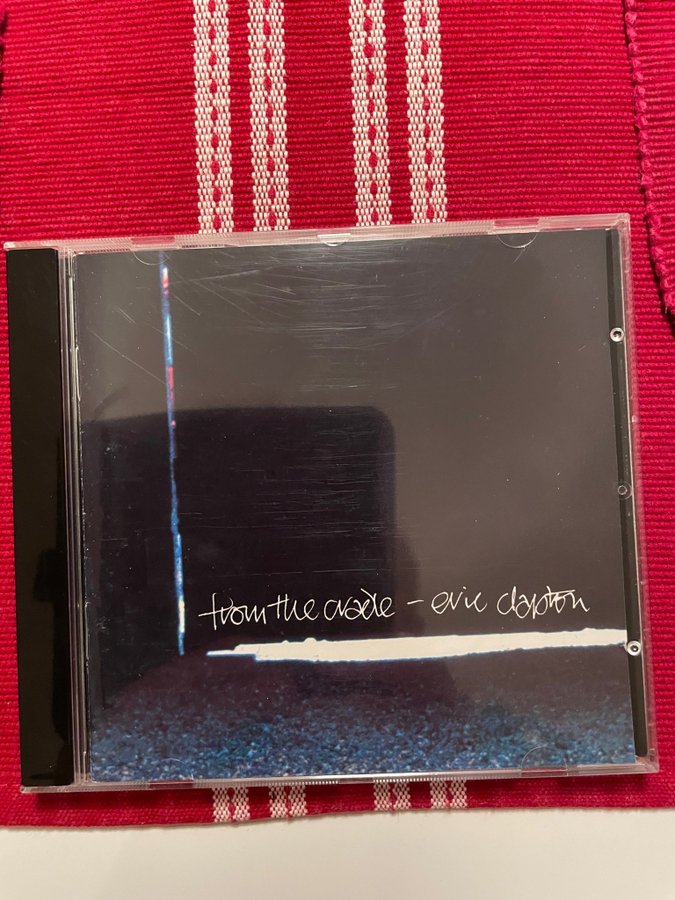 from the cradle - eric clapton